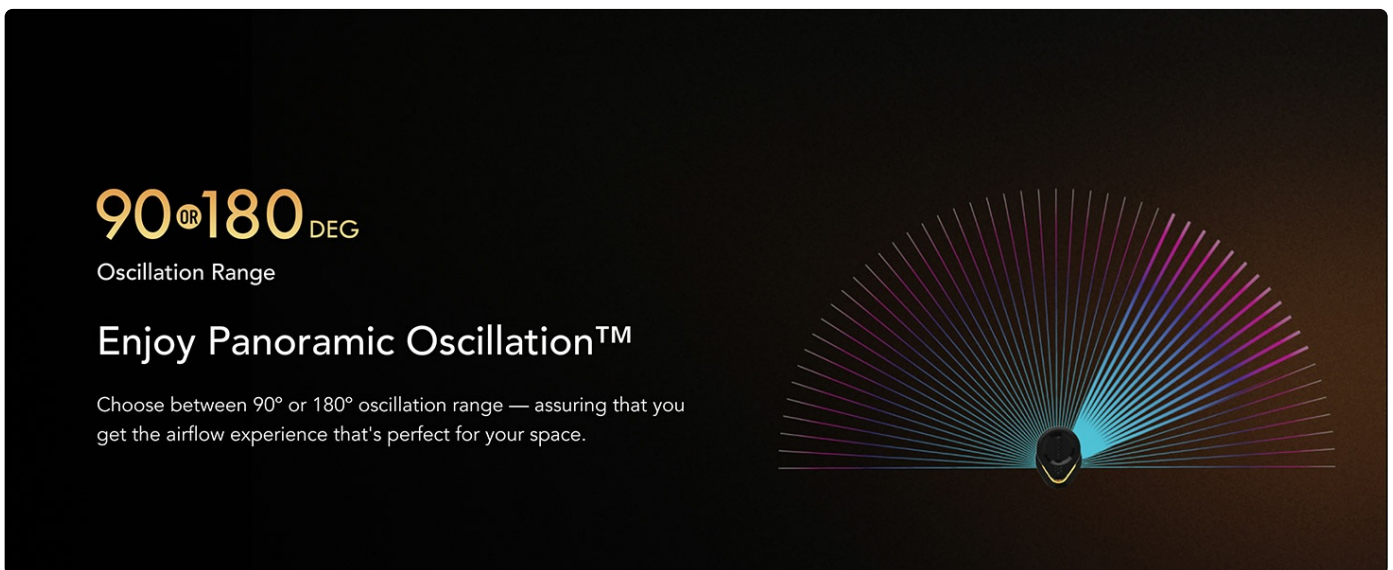 90 OR 180 DEG
Oscillation Range
Enjoy Panoramic Oscillation™
Choose between 90° or 180° oscillation range — assuring that you
get the airflow experience that's perfect for your space.